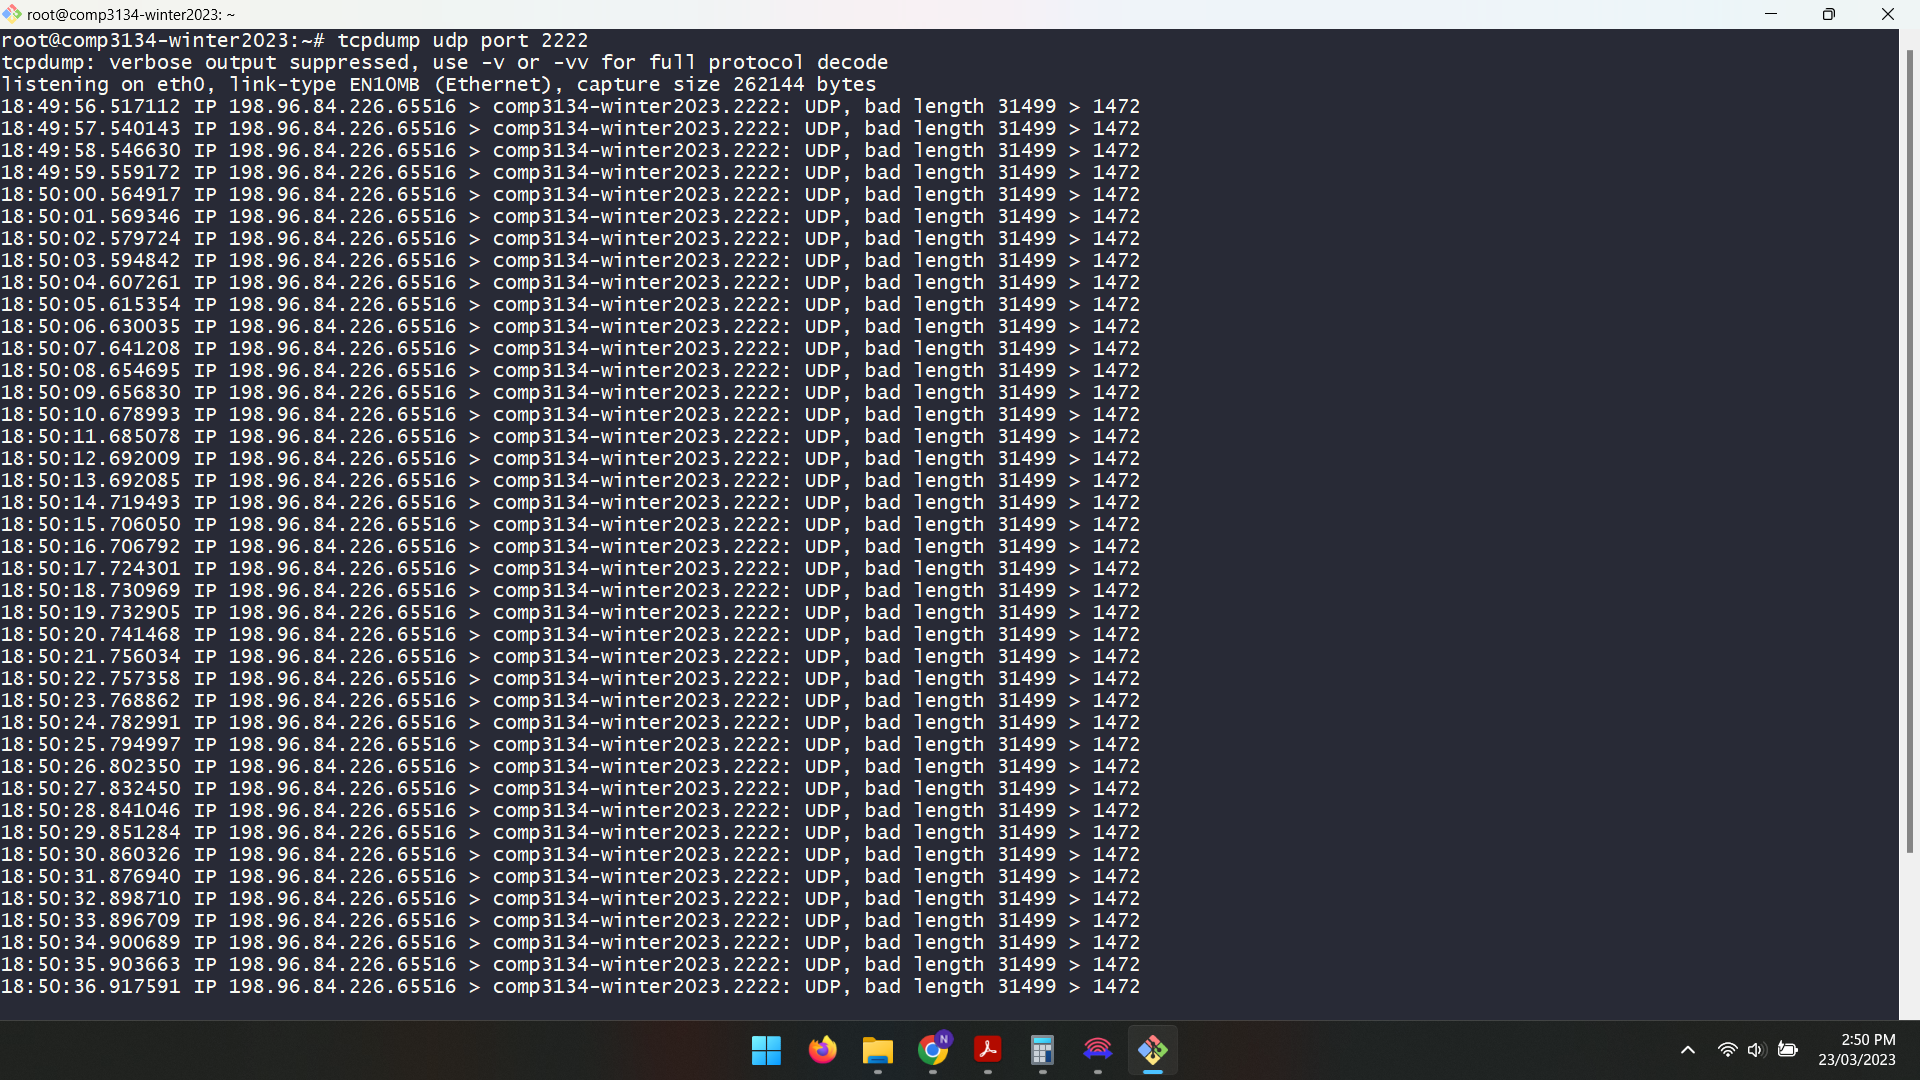 root@comp3134-winter2023: ~
root@comp3134-winter2023:~# tcpdump udp port 2222
tcpdump: verbose output suppressed, use -v or -vv for full protocol decode
listening on eth0, link-type EN10MB (Ethernet), capture size 262144 bytes
18:49:56.517112 IP 198.96.84.226.65516 > comp3134-winter2023.2222: UDP, bad length 31499 > 1472
18:49:57.540143 IP 198.96.84.226.65516 > comp3134-winter2023.2222: UDP, bad length 31499 > 1472
18:49:58.546630 IP 198.96.84.226.65516 > comp3134-winter2023.2222: UDP, bad length 31499 > 1472
18:49:59.559172 IP 198.96.84.226.65516 > comp3134-winter2023.2222: UDP, bad length 31499 > 1472
18:50:00.564917 IP 198.96.84.226.65516 > comp3134-winter2023.2222: UDP, bad length 31499 > 1472
18:50:01.569346 IP 198.96.84.226.65516 > comp3134-winter2023.2222: UDP, bad length 31499 > 1472
18:50:02.579724 IP 198.96.84.226.65516 > comp3134-winter2023.2222: UDP, bad length 31499 > 1472
18:50:03.594842 IP 198.96.84.226.65516 > comp3134-winter2023.2222: UDP, bad length 31499 > 1472
18:50:04.607261 IP 198.96.84.226.65516 > comp3134-winter2023.2222: UDP, bad length 31499 > 1472
18:50:05.615354 IP 198.96.84.226.65516 > comp3134-winter2023.2222: UDP, bad length 31499 > 1472
18:50:06.630035 IP 198.96.84.226.65516 > comp3134-winter2023.2222: UDP, bad length 31499 > 1472
18:50:07.641208 IP 198.96.84.226.65516 > comp3134-winter2023.2222: UDP, bad length 31499 > 1472
18:50:08.654695 IP 198.96.84.226.65516 > comp3134-winter2023.2222: UDP, bad length 31499 > 1472
18:50:09.656830 IP 198.96.84.226.65516 > comp3134-winter2023.2222: UDP, bad length 31499 > 1472
18:50:10.678993 IP 198.96.84.226.65516 > comp3134-winter2023.2222: UDP, bad length 31499 > 1472
18:50:11.685078 IP 198.96.84.226.65516 > comp3134-winter2023.2222: UDP, bad length 31499 > 1472
18:50:12.692009 IP 198.96.84.226.65516 > comp3134-winter2023.2222: UDP, bad length 31499 > 1472
18:50:13.692085 IP 198.96.84.226.65516 > comp3134-winter2023.2222: UDP, bad length 31499 > 1472
18:50:14.719493 IP 198.96.84.226.65516 > comp3134-winter2023.2222: UDP, bad length 31499 > 1472
18:50:15.706050 IP 198.96.84.226.65516 > comp3134-winter2023.2222: UDP, bad length 31499 > 1472
18:50:16.706792 IP 198.96.84.226.65516 > comp3134-winter2023.2222: UDP, bad length 31499 > 1472
18:50:17.724301 IP 198.96.84.226.65516 > comp3134-winter2023.2222: UDP, bad length 31499 > 1472
18:50:18.730969 IP 198.96.84.226.65516 > comp3134-winter2023.2222: UDP, bad length 31499 > 1472
18:50:19.732905 IP 198.96.84.226.65516 > comp3134-winter2023.2222: UDP, bad length 31499 > 1472
18:50:20.741468 IP 198.96.84.226.65516 > comp3134-winter2023.2222: UDP, bad length 31499 > 1472
18:50:21.756034 IP 198.96.84.226.65516 > comp3134-winter2023.2222: UDP, bad length 31499 > 1472
18:50:22.757358 IP 198.96.84.226.65516 > comp3134-winter2023.2222: UDP, bad length 31499 > 1472
18:50:23.768862 IP 198.96.84.226.65516 > comp3134-winter2023.2222: UDP, bad length 31499 > 1472
18:50:24.782991 IP 198.96.84.226.65516 > comp3134-winter2023.2222: UDP, bad length 31499 > 1472
18:50:25.794997 IP 198.96.84.226.65516 > comp3134-winter2023.2222: UDP, bad length 31499 > 1472
18:50:26.802350 IP 198.96.84.226.65516 > comp3134-winter2023.2222: UDP, bad length 31499 > 1472
18:50:27.832450 IP 198.96.84.226.65516 > comp3134-winter2023.2222: UDP, bad length 31499 > 1472
18:50:28.841046 IP 198.96.84.226.65516 > comp3134-winter2023.2222: UDP, bad length 31499 > 1472
18:50:29.851284 IP 198.96.84.226.65516 > comp3134-winter2023.2222: UDP, bad length 31499 > 1472
18:50:30.860326 IP 198.96.84.226.65516 > comp3134-winter2023.2222: UDP, bad length 31499 > 1472
18:50:31.876940 IP 198.96.84.226.65516 > comp3134-winter2023.2222: UDP, bad length 31499 > 1472
18:50:32.898710 IP 198.96.84.226.65516 > comp3134-winter2023.2222: UDP, bad length 31499 > 1472
18:50:33.896709 IP 198.96.84.226.65516 > comp3134-winter2023.2222: UDP, bad length 31499 > 1472
18:50:34.900689 IP 198.96.84.226.65516 > comp3134-winter2023.2222: UDP, bad length 31499 > 1472
18:50:35.903663 IP 198.96.84.226.65516 > comp3134-winter2023.2222: UDP, bad length 31499 > 1472
18:50:36.917591 IP 198.96.84.226.65516 > comp3134-winter2023.2222: UDP, bad length 31499 > 1472
N
2:50 PM
23/03/2023